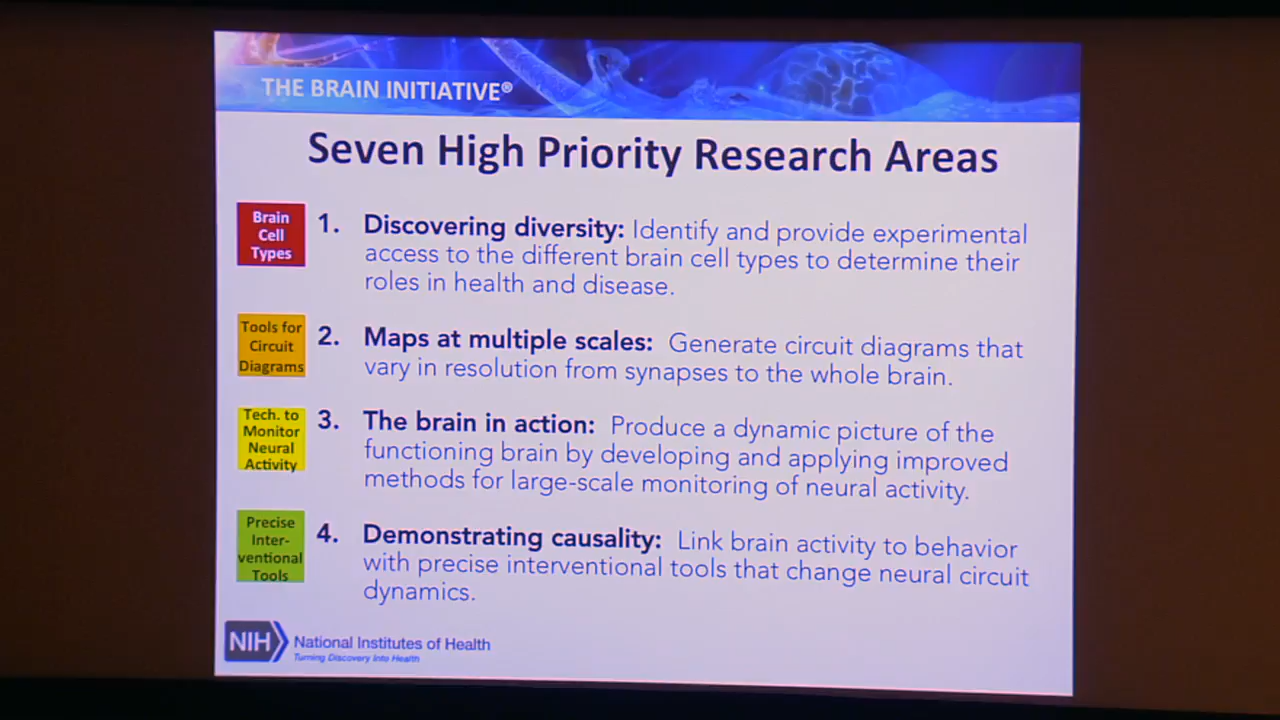 THE BRAIN INITIATIVE®
Seven High Priority Research Areas
Brain
Cell
Types
1. Discovering diversity: Identify and provide experimental
access to the different brain cell types to determine their
roles in health and disease.
Tools for
Circuit
Diagrams
2. Maps at multiple scales: Generate circuit diagrams that
vary in resolution from synapses to the whole brain.
Tech. to
Monitor
Neural
Activity
3. The brain in action: Produce a dynamic picture of the
functioning brain by developing and applying improved
methods for large-scale monitoring of neural activity.
Precise
Inter-
ventional
Tools
4. Demonstrating causality: Link brain activity to behavior
with precise interventional tools that change neural circuit
dynamics.
NIH
National Institutes of Health
Turning Discovery Into Health